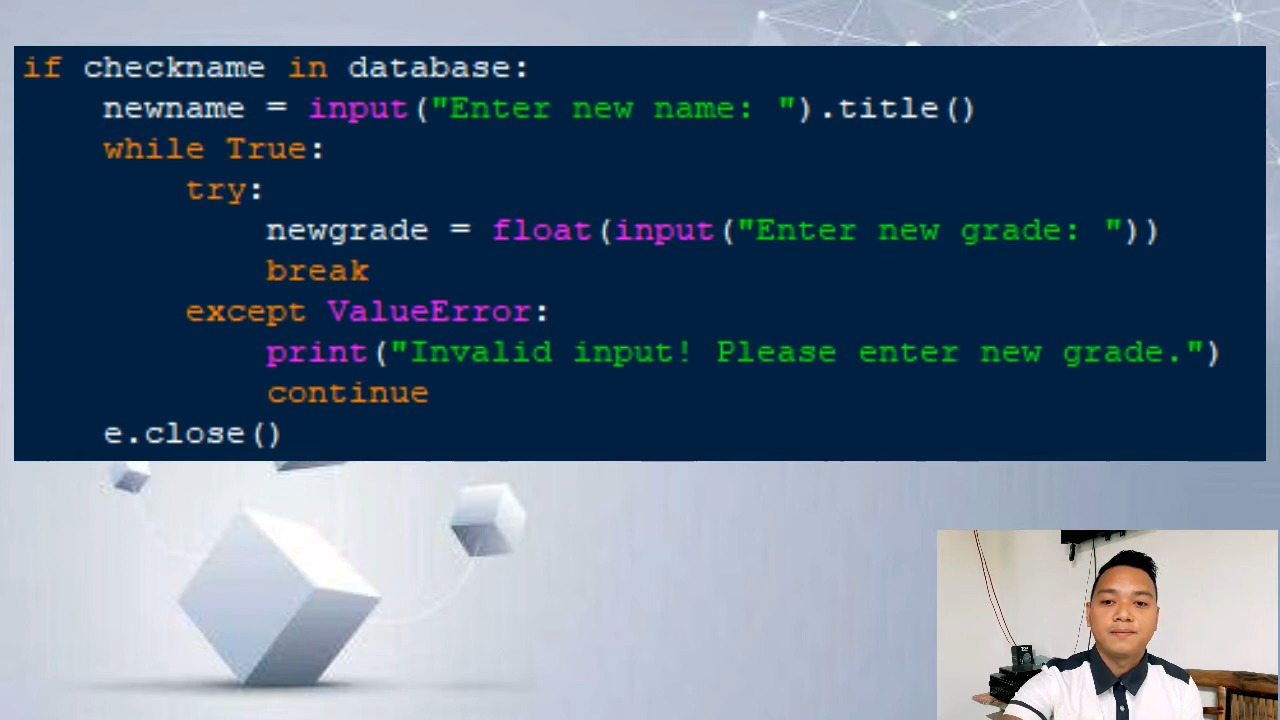 if checkname in database:
    newname = input("Enter new name: ").title()
    while True:
        try:
            newgrade = float(input("Enter new grade: "))
            break
        except ValueError:
            print("Invalid input! Please enter new grade.")
            continue
    e.close()